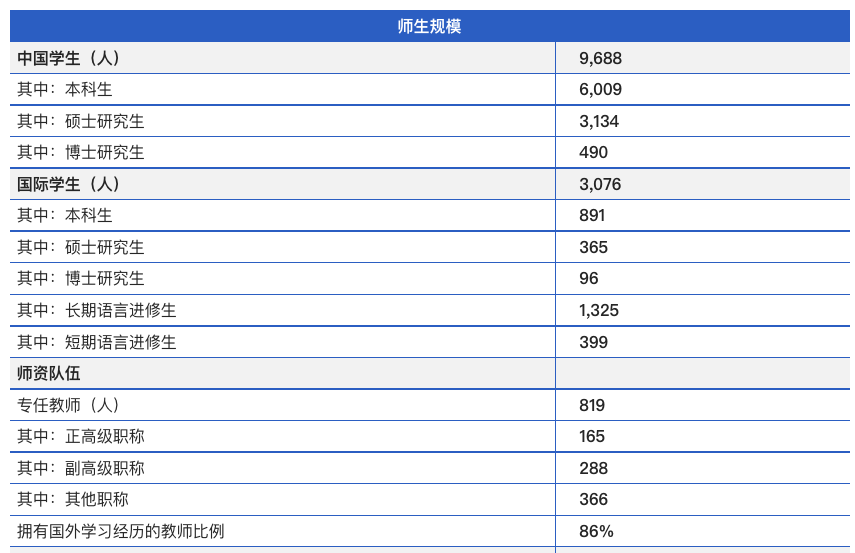 师生规模
中国学生（人） 9,688
其中：本科生 6,009
其中：硕士研究生 3,134
其中：博士研究生 490
国际学生（人） 3,076
其中：本科生 891
其中：硕士研究生 365
其中：博士研究生 96
其中：长期语言进修生 1,325
其中：短期语言进修生 399
师资队伍
专任教师（人） 819
其中：正高级职称 165
其中：副高级职称 288
其中：其他职称 366
拥有国外学习经历的教师比例 86%